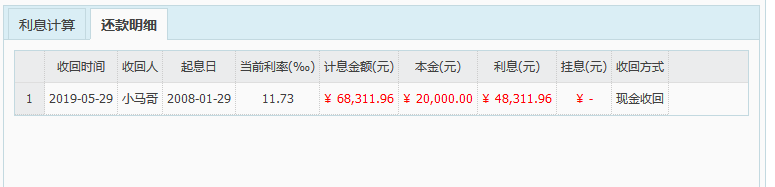 利息计算 还款明细
收回时间 收回人 起息日 当前利率(‰) 计息金额(元) 本金(元) 利息(元) 挂息(元) 收回方式
1 2019-05-29 小马哥 2008-01-29 11.73 ¥ 68,311.96 ¥ 20,000.00 ¥ 48,311.96 ¥ - 现金收回